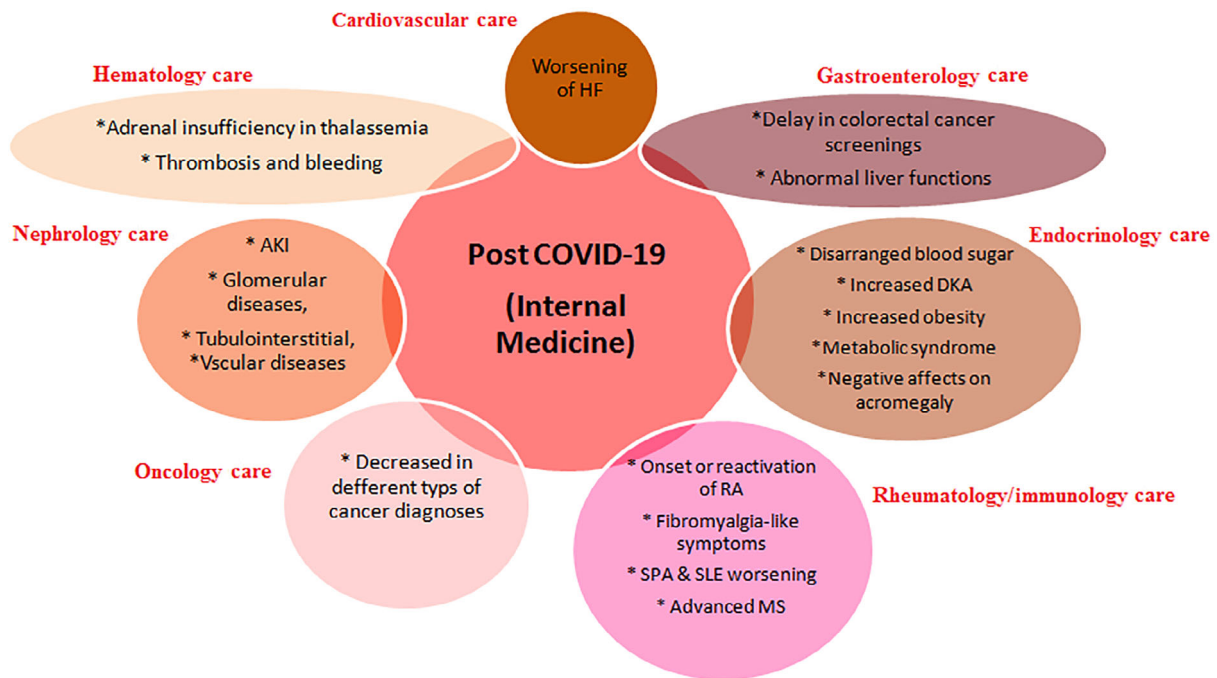 Cardiovascular care
Worsening
of HF
Hematology care
*Adrenal insufficiency in thalassemia
* Thrombosis and bleeding
Gastroenterology care
*Delay in colorectal cancer
screenings
* Abnormal liver functions
Nephrology care
* AKI
* Glomerular
diseases,
* Tubulointerstitial,
*Vscular diseases
Post COVID-19
(Internal
Medicine)
Endocrinology care
* Disarranged blood sugar
* Increased DKA
* Increased obesity
*Metabolic syndrome
*Negative affects on
acromegaly
Oncology care
* Decreased in
defferent typs of
cancer diagnoses
Rheumatology/immunology care
* Onset or reactivation
of RA
* Fibromyalgia-like
symptoms
* SPA & SLE worsening
* Advanced MS